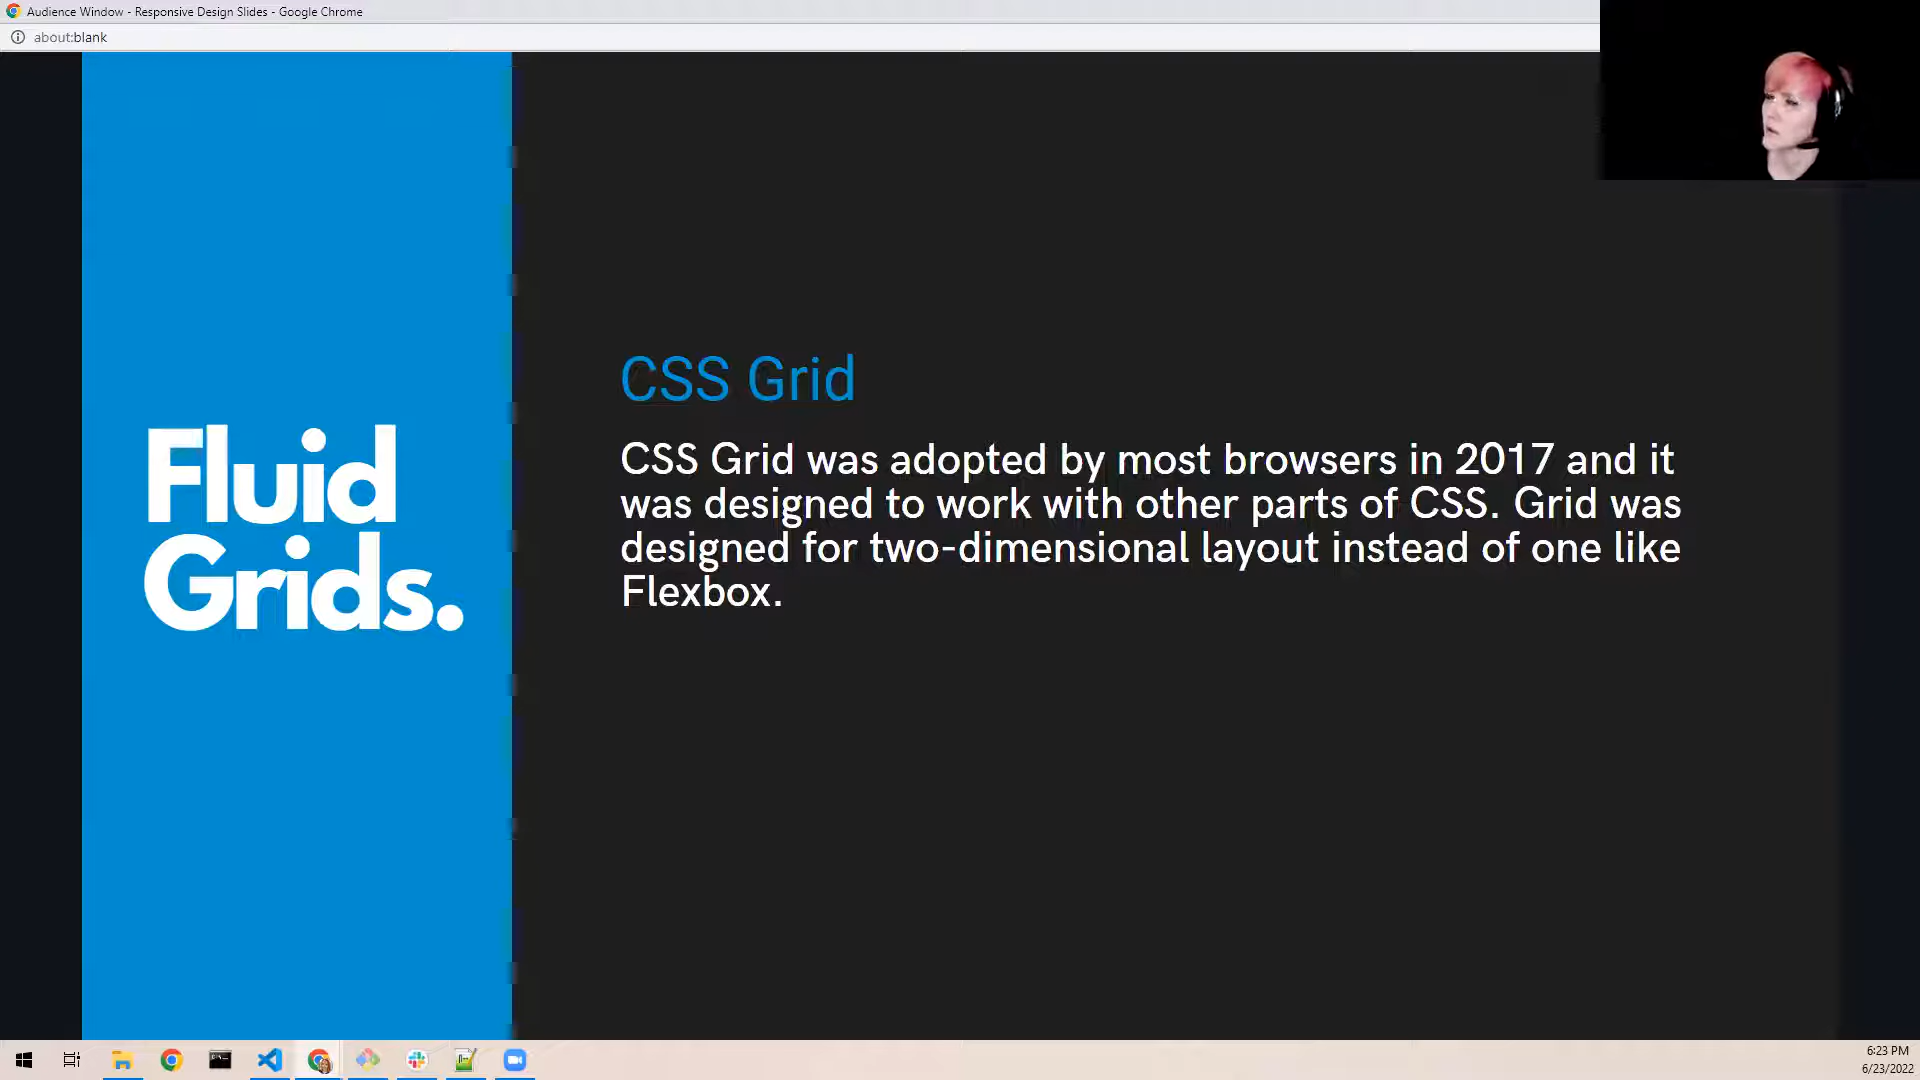 Audience Window - Responsive Design Slides - Google Chrome
about:blank
Fluid
Grids.
CSS Grid
CSS Grid was adopted by most browsers in 2017 and it
was designed to work with other parts of CSS. Grid was
designed for two-dimensional layout instead of one like
Flexbox.
6:23 PM
6/23/2022